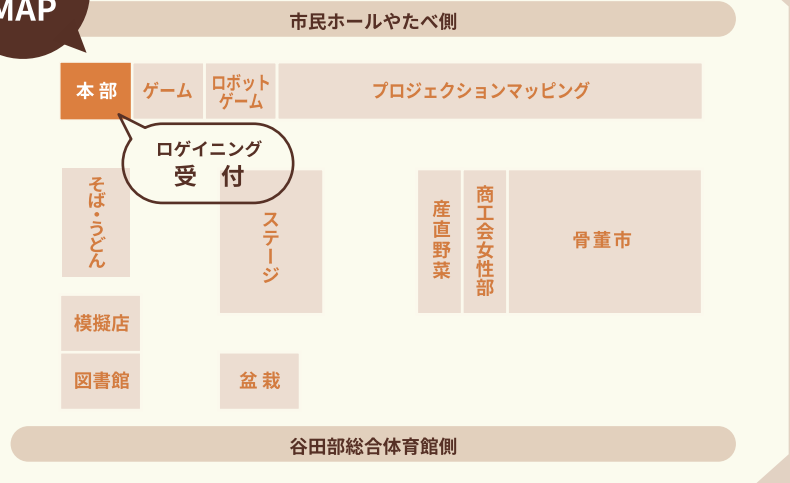 MAP
市民ホールやたべ側
本部
ゲーム
ロボット
ゲーム
プロジェクションマッピング
ロゲイニング
受 付
そば・うどん
ステージ
産直野菜
商工会女性部
骨董市
模擬店
図書館
盆栽
谷田部総合体育館側